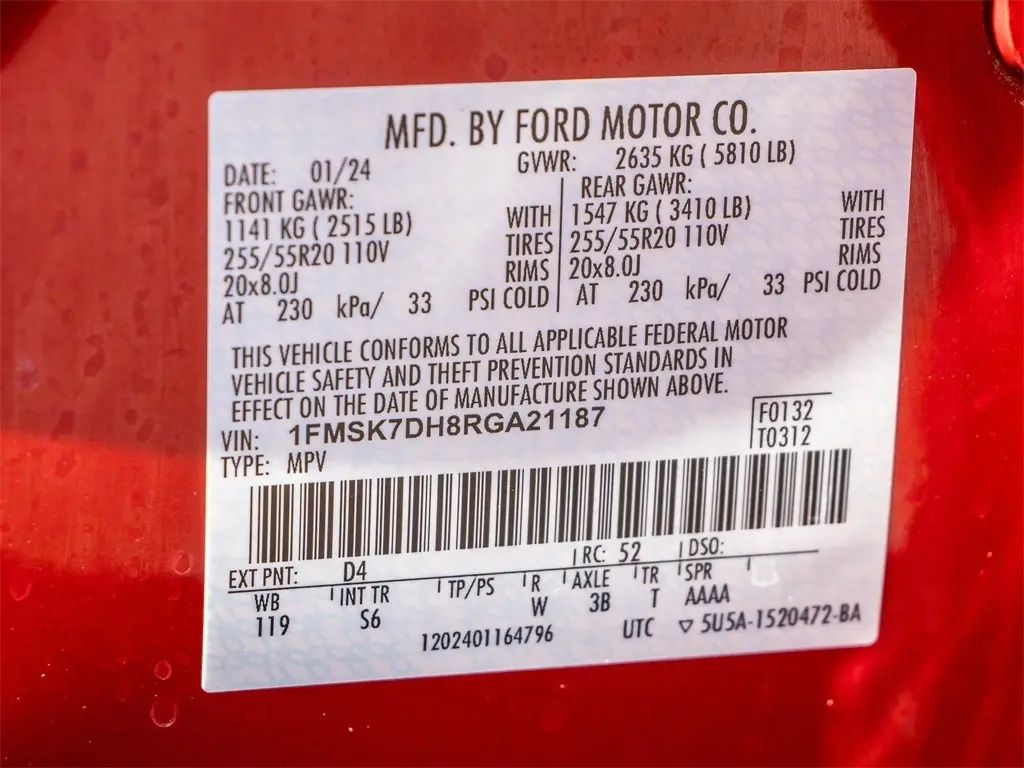 MFD. BY FORD MOTOR CO.
DATE: 01/24 GVWR: 2635 KG ( 5810 LB)
FRONT GAWR: REAR GAWR:
1141 KG ( 2515 LB) WITH 1547 KG ( 3410 LB) WITH
255/55R20 110V TIRES 255/55R20 110V TIRES
20x8.0J RIMS 20x8.0J RIMS
AT 230 kPa/ 33 PSI COLD AT 230 kPa/ 33 PSI COLD
THIS VEHICLE CONFORMS TO ALL APPLICABLE FEDERAL MOTOR
VEHICLE SAFETY AND THEFT PREVENTION STANDARDS IN
EFFECT ON THE DATE OF MANUFACTURE SHOWN ABOVE.
VIN: 1FMSK7DH8RGA21187 F0132
TYPE: MPV T0312
EXT PNT: D4 RC: 52 DSO:
WB INT TR TP/PS R AXLE TR SPR
119 S6 W 3B T AAAA
1202401164796 UTC ▽ 5U5A-1520472-BA